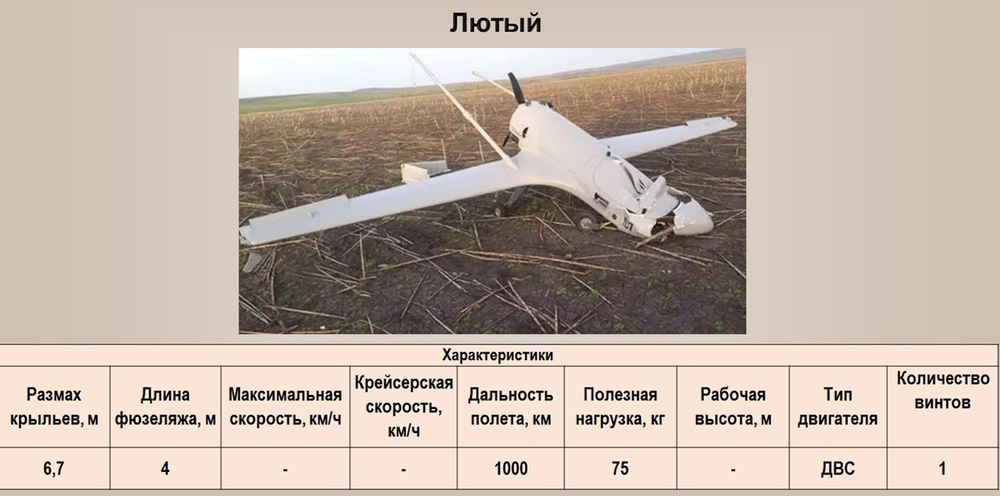 Лютый
Характеристики
Размах
крыльев, м
Длина
фюзеляжа, м
Максимальная
скорость, км/ч
Крейсерская
скорость,
км/ч
Дальность
полета, км
Полезная
нагрузка, кг
Рабочая
высота, м
Тип
двигателя
Количество
винтов
6,7
4
-
-
1000
75
-
ДВС
1